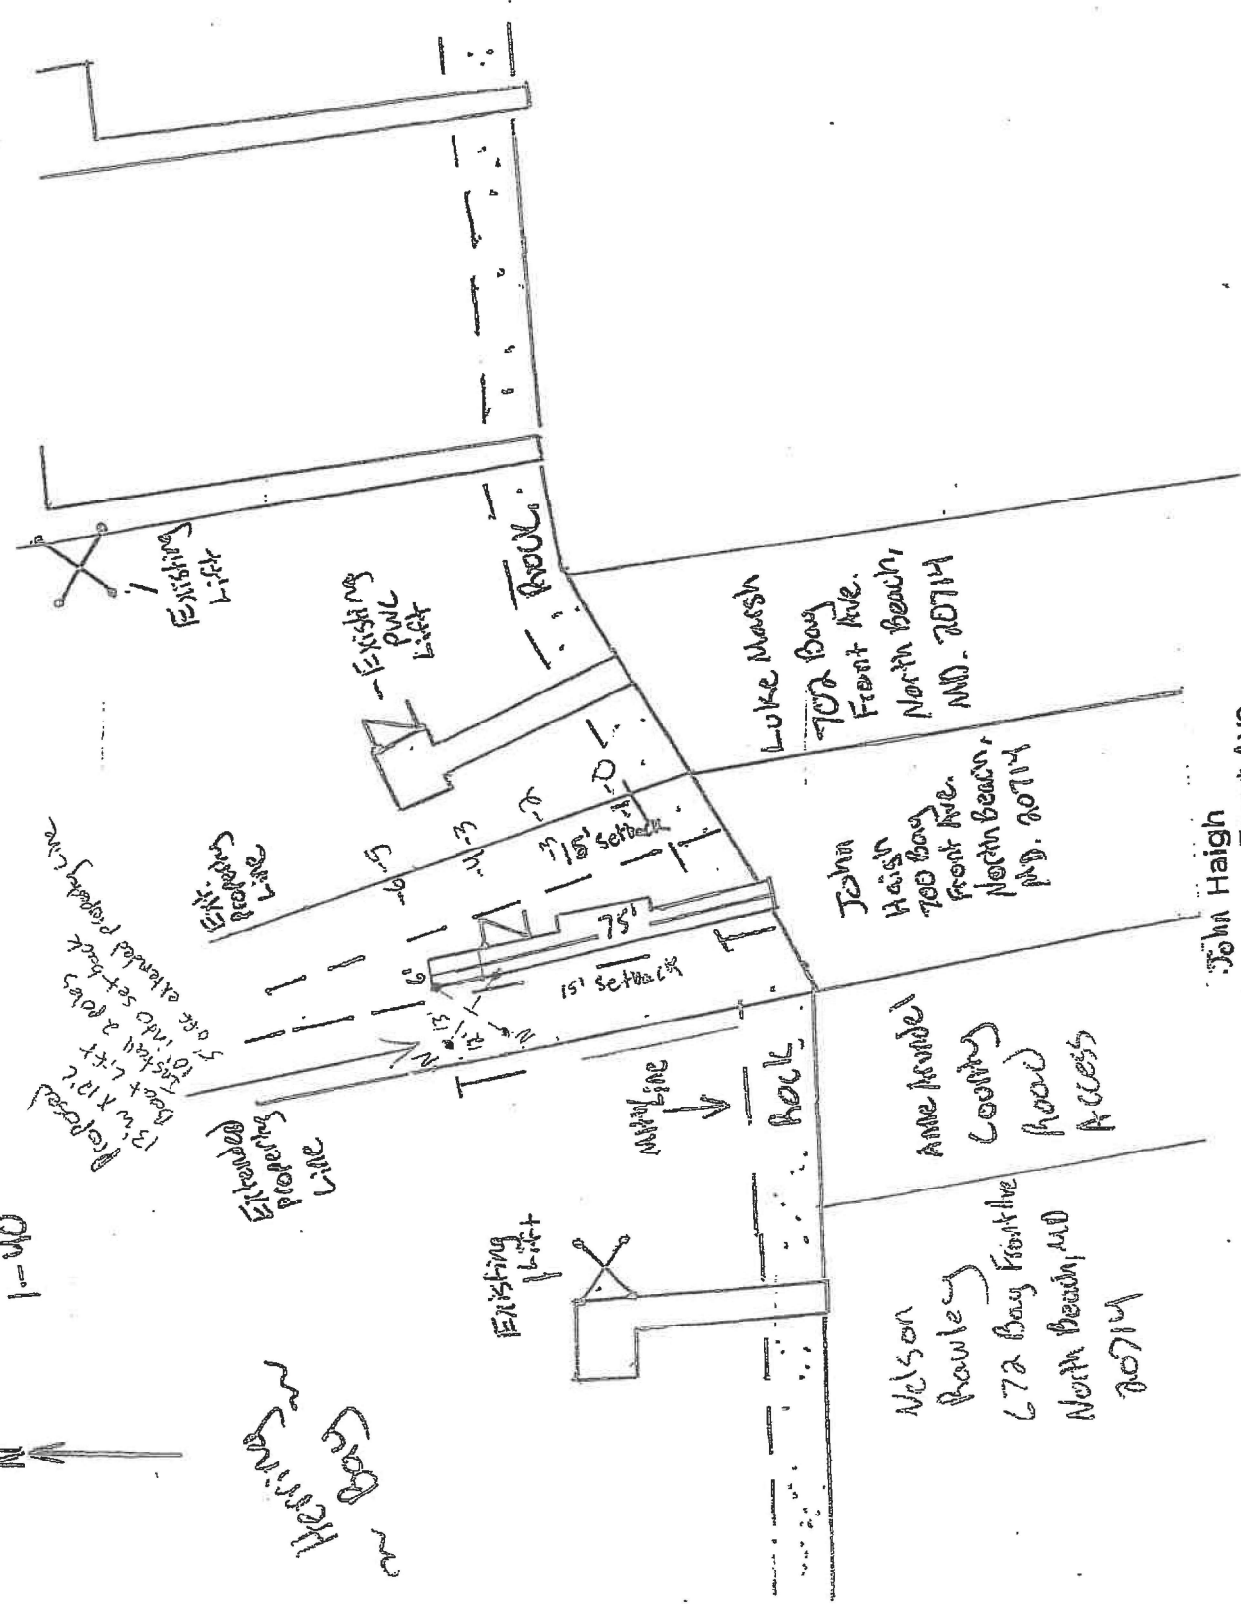 N
1-40
Herring
Bay
Proposed
13'W X 12'L
Boat Lift
Install 2 poles
10' into setback
5' off extended property line
Extended
Property
Line
Ext.
Property
Line
Existing
Lift
Existing
PWC
Lift
Existing
Lift
6'
13'
12'
N
N
75'
15' setback
15' setback
-6
-5
-4
-3
-3
-2
-1
-0
MHW Line
Rock
Rock
Nelson
Rawley
672 Bay Front Ave
North Beach, MD
20714
Anne Arundel
County
Road
Access
John
Haigh
700 Bay
Front Ave.
North Beach,
MD. 20714
Luke Marsh
702 Bay
Front Ave.
North Beach,
MD. 20714
John Haigh